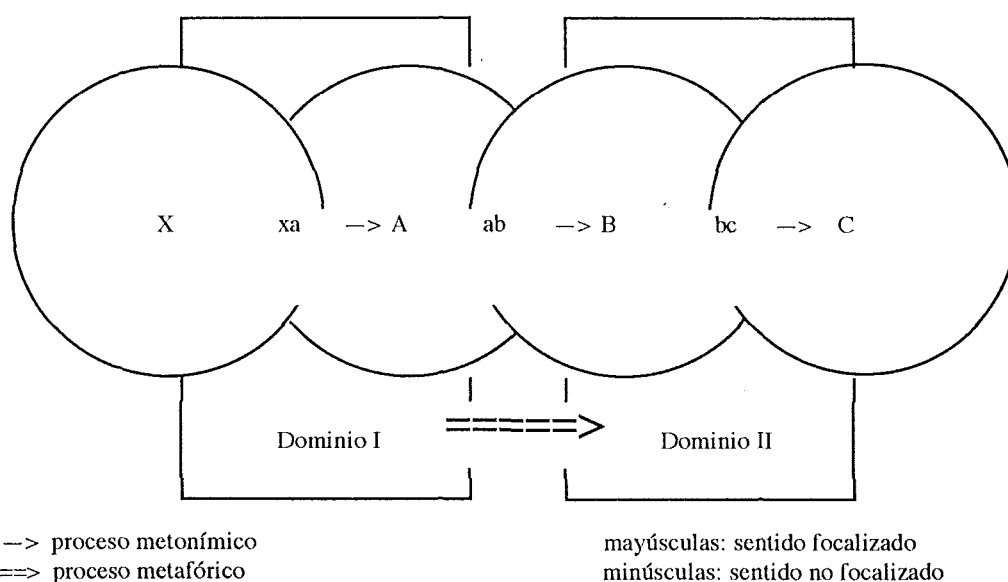 X xa —> A ab —> B bc —> C
Dominio I ==> Dominio II
—> proceso metonímico
==> proceso metafórico
mayúsculas: sentido focalizado
minúsculas: sentido no focalizado